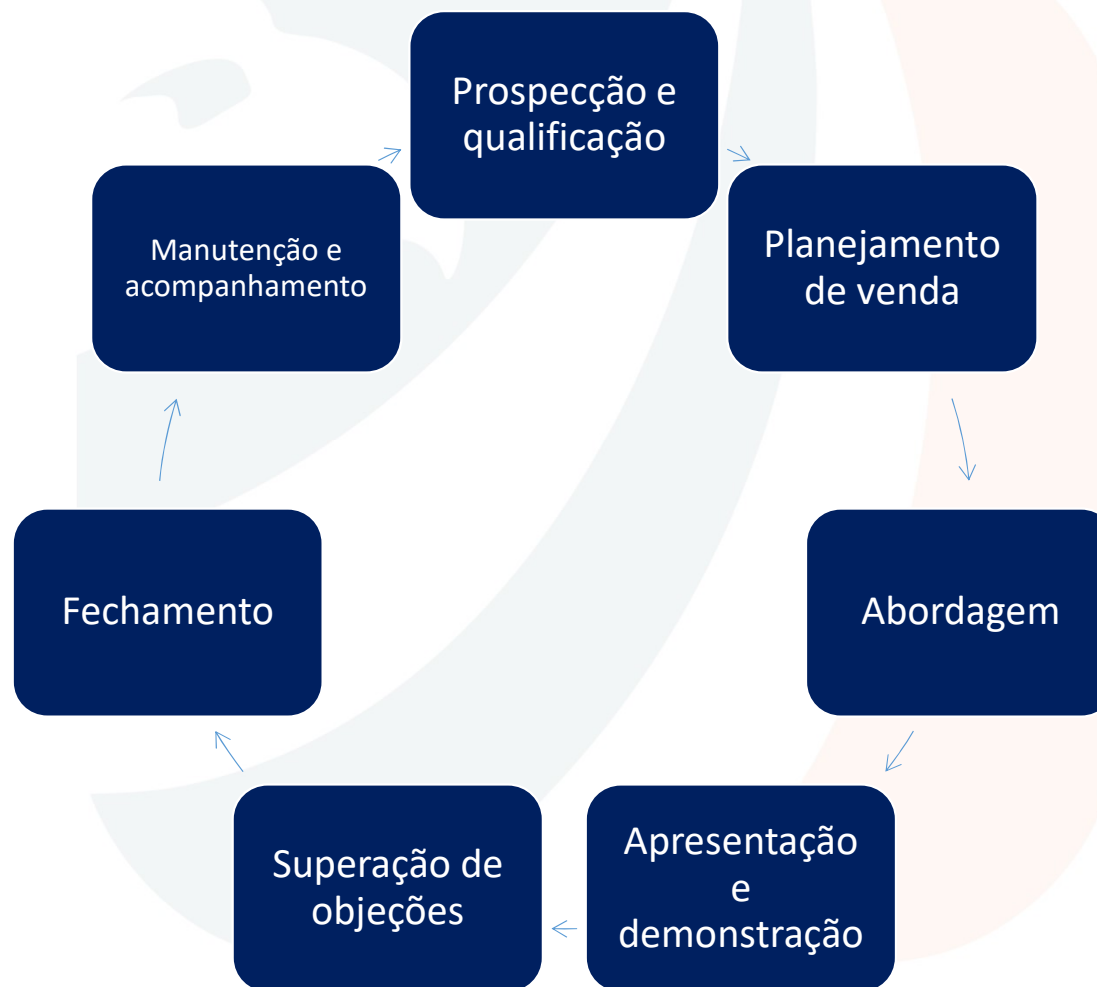 Prospecção e
qualificação
Planejamento
de venda
Abordagem
Apresentação
e
demonstração
Superação de
objeções
Fechamento
Manutenção e
acompanhamento